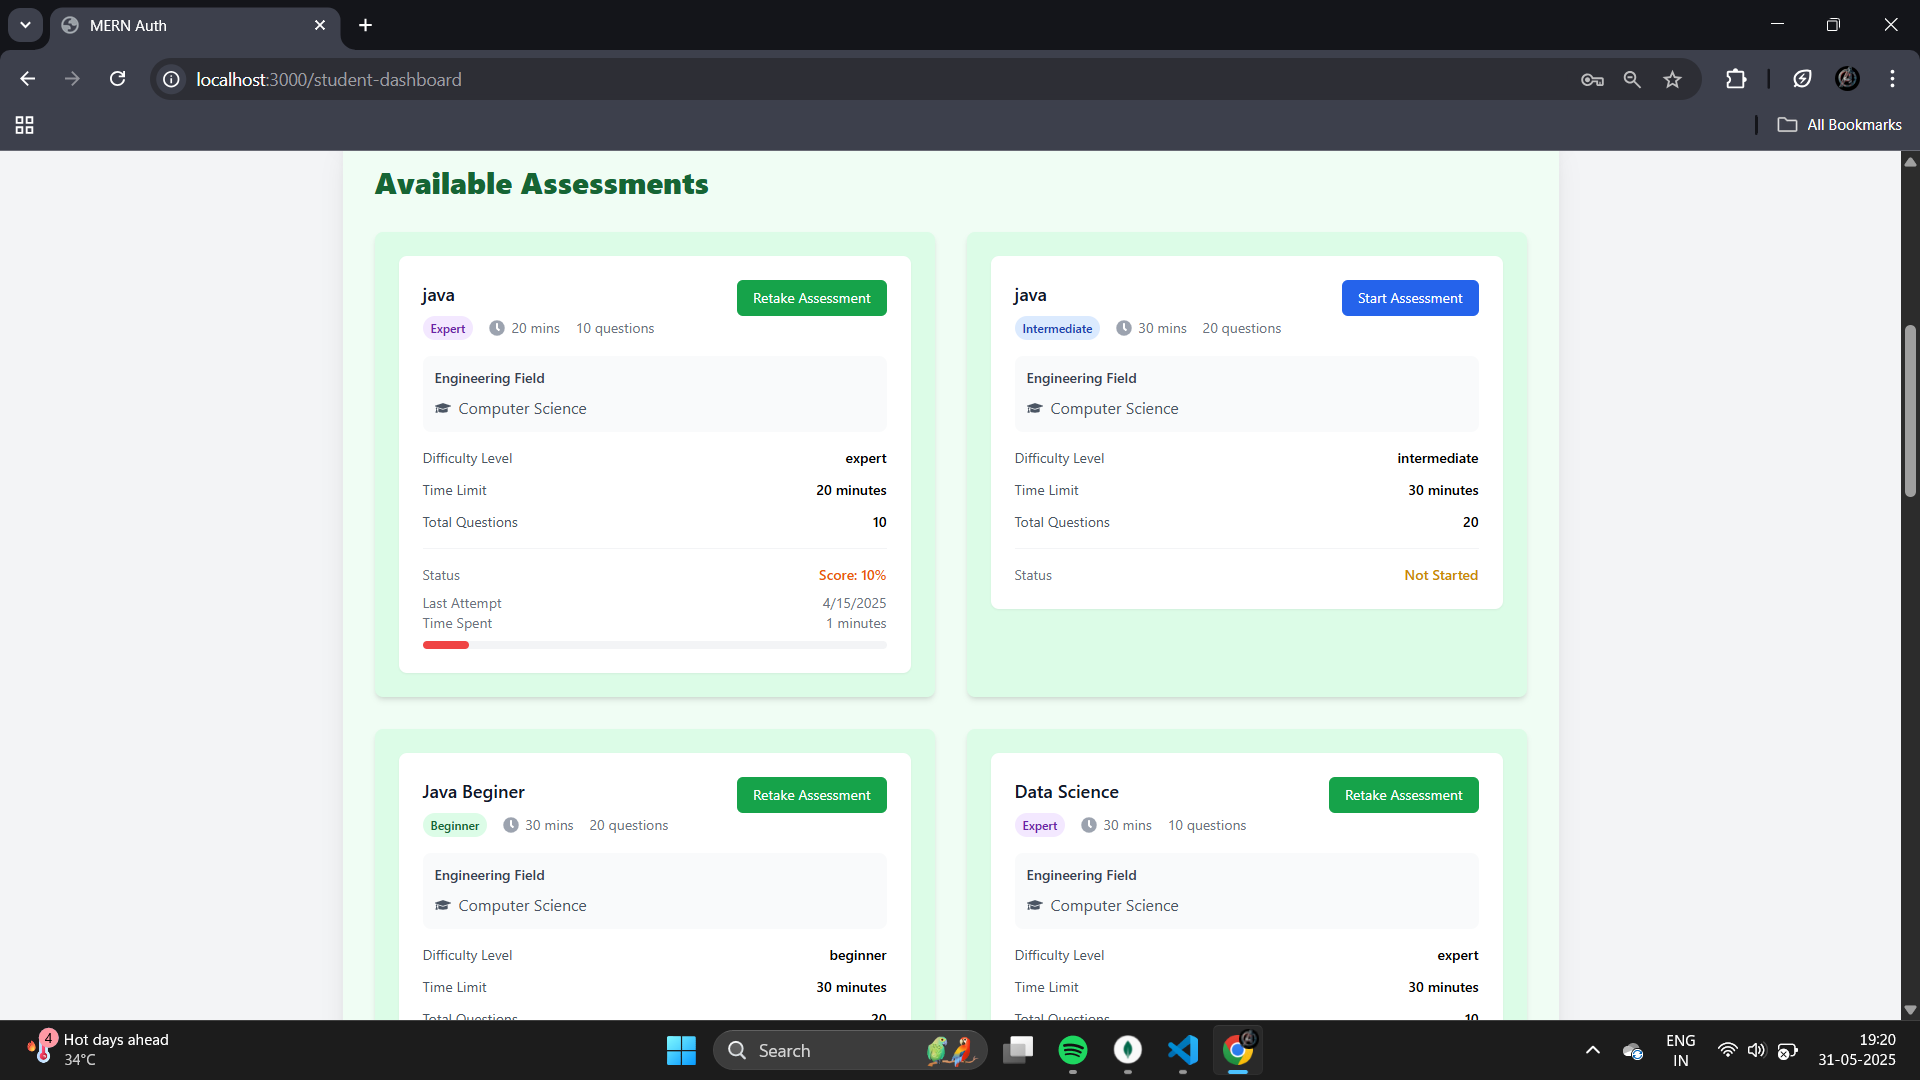 MERN Auth
localhost:3000/student-dashboard
All Bookmarks
Available Assessments
java
Retake Assessment
Expert 20 mins 10 questions
Engineering Field
Computer Science
Difficulty Level expert
Time Limit 20 minutes
Total Questions 10
Status Score: 10%
Last Attempt 4/15/2025
Time Spent 1 minutes
java
Start Assessment
Intermediate 30 mins 20 questions
Engineering Field
Computer Science
Difficulty Level intermediate
Time Limit 30 minutes
Total Questions 20
Status Not Started
Java Beginer
Retake Assessment
Beginner 30 mins 20 questions
Engineering Field
Computer Science
Difficulty Level beginner
Time Limit 30 minutes
Total Questions 20
Data Science
Retake Assessment
Expert 30 mins 10 questions
Engineering Field
Computer Science
Difficulty Level expert
Time Limit 30 minutes
Total Questions 10
4
Hot days ahead
34°C
Search
ENG
IN
19:20
31-05-2025